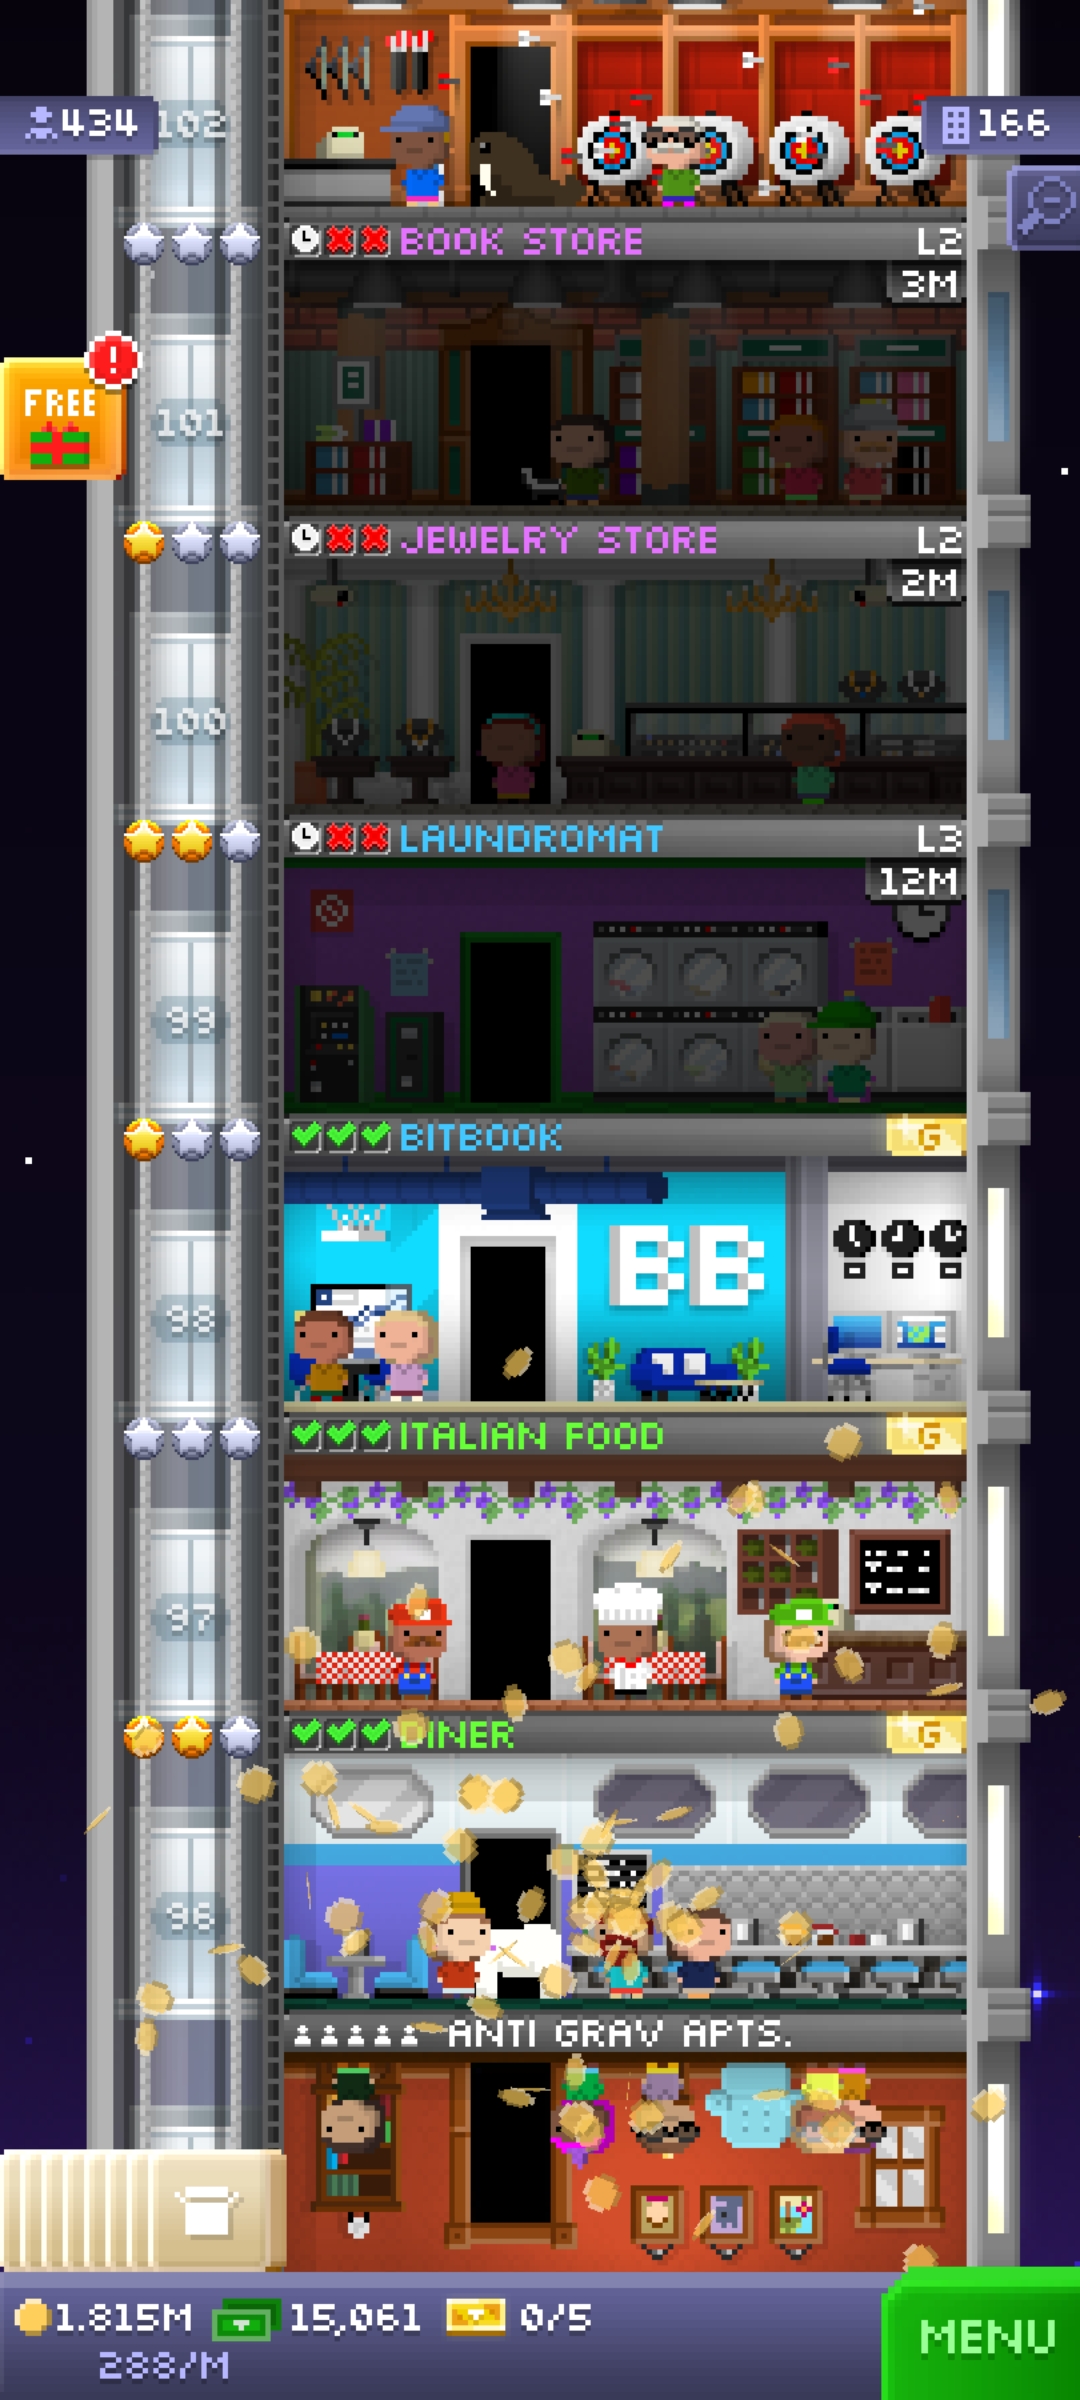 434
102
166
BOOK STORE
L2
3M
FREE
!
101
JEWELRY STORE
L2
2M
100
LAUNDROMAT
L3
12M
99
BITBOOK
G
BB
98
ITALIAN FOOD
G
97
DINER
G
96
ANTI GRAV APTS.
1.815M
15,061
0/5
288/M
MENU